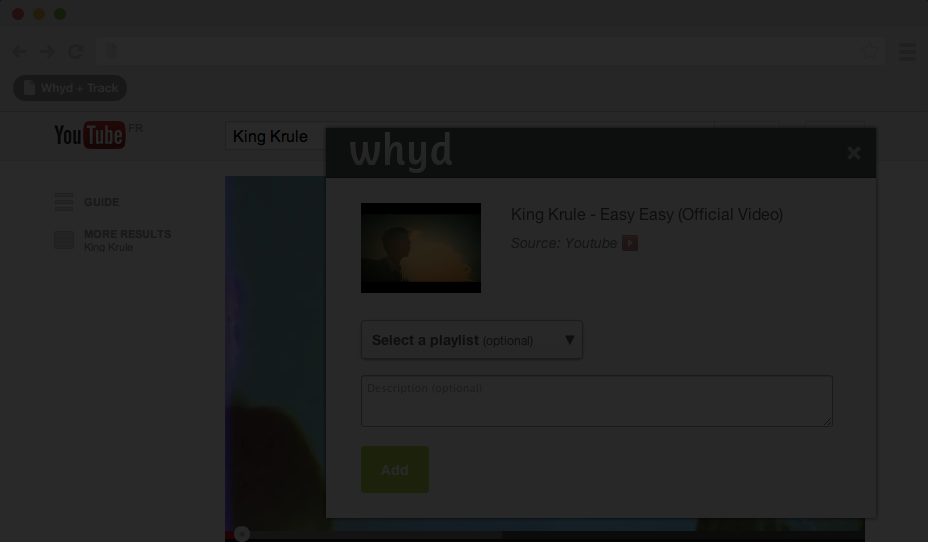 Whyd + Track
YouTube FR
King Krule
whyd
GUIDE
MORE RESULTS
King Krule
King Krule - Easy Easy (Official Video)
Source: Youtube
Select a playlist (optional)
Description (optional)
Add